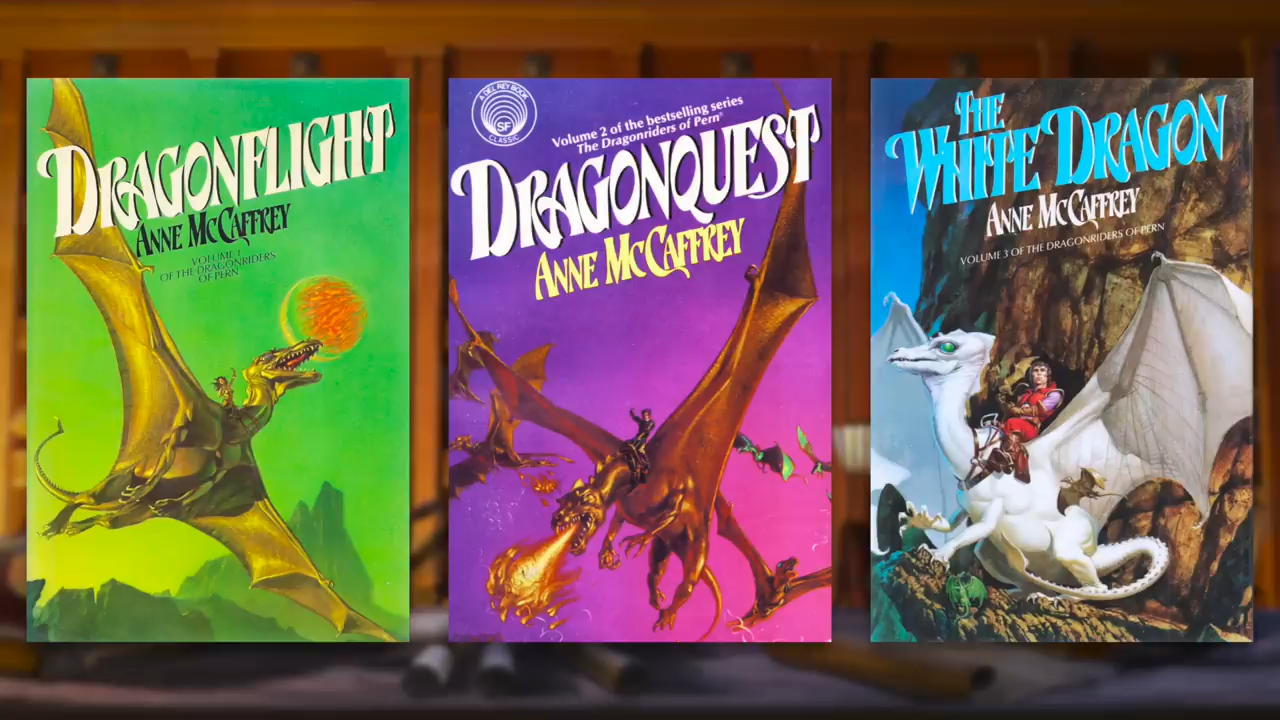 DRAGONFLIGHT
ANNE MCCAFFREY
VOLUME 1
OF THE DRAGONRIDERS
OF PERN
A DEL REY BOOK
SF
CLASSIC
Volume 2 of the bestselling series
The Dragonriders of Pern®
DRAGONQUEST
ANNE MCCAFFREY
THE
WHITE DRAGON
ANNE MCCAFFREY
VOLUME 3 OF THE DRAGONRIDERS OF PERN